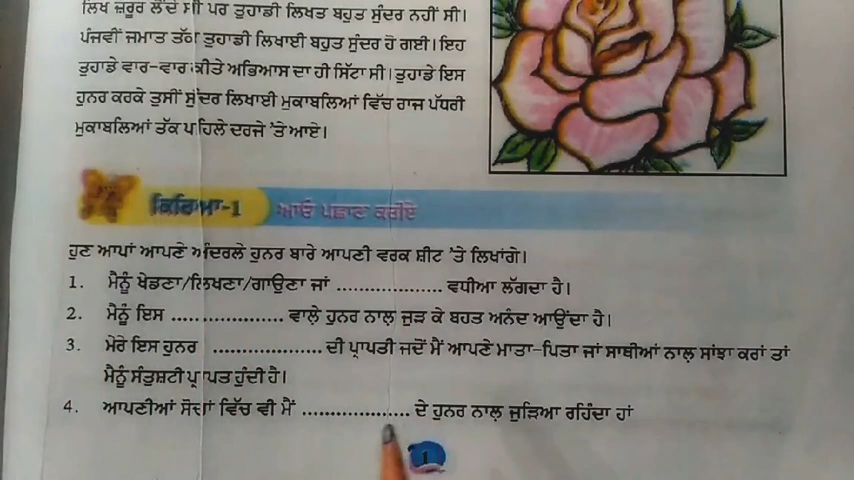 ਲਿਖ ਜ਼ਰੂਰ ਲੈਂਦੇ ਸੀ ਪਰ ਤੁਹਾਡੀ ਲਿਖਤ ਬਹੁਤ ਸੁੰਦਰ ਨਹੀਂ ਸੀ।
ਪੰਜਵੀਂ ਜਮਾਤ ਤੱਕ ਤੁਹਾਡੀ ਲਿਖਾਈ ਬਹੁਤ ਸੁੰਦਰ ਹੋ ਗਈ। ਇਹ
ਤੁਹਾਡੇ ਵਾਰ-ਵਾਰ ਕੀਤੇ ਅਭਿਆਸ ਦਾ ਹੀ ਸਿੱਟਾ ਸੀ। ਤੁਹਾਡੇ ਇਸ
ਹੁਨਰ ਕਰਕੇ ਤੁਸੀਂ ਸੁੰਦਰ ਲਿਖਾਈ ਮੁਕਾਬਲਿਆਂ ਵਿੱਚ ਰਾਜ ਪੱਧਰੀ
ਮੁਕਾਬਲਿਆਂ ਤੱਕ ਪਹਿਲੇ ਦਰਜੇ 'ਤੇ ਆਏ।
ਕਿਰਿਆ-1 ਆਓ ਪਛਾਣ ਕਰੀਏ
ਹੁਣ ਆਪਾਂ ਆਪਣੇ ਅੰਦਰਲੇ ਹੁਨਰ ਬਾਰੇ ਆਪਣੀ ਵਰਕ ਸ਼ੀਟ 'ਤੇ ਲਿਖਾਂਗੇ।
1. ਮੈਨੂੰ ਖੇਡਣਾ/ਲਿਖਣਾ/ਗਾਉਣਾ ਜਾਂ ................... ਵਧੀਆ ਲੱਗਦਾ ਹੈ।
2. ਮੈਨੂੰ ਇਸ .................... ਵਾਲੇ ਹੁਨਰ ਨਾਲ਼ ਜੁੜ ਕੇ ਬਹੁਤ ਅਨੰਦ ਆਉਂਦਾ ਹੈ।
3. ਮੇਰੇ ਇਸ ਹੁਨਰ .................... ਦੀ ਪ੍ਰਾਪਤੀ ਜਦੋਂ ਮੈਂ ਆਪਣੇ ਮਾਤਾ-ਪਿਤਾ ਜਾਂ ਸਾਥੀਆਂ ਨਾਲ਼ ਸਾਂਝਾ ਕਰਾਂ ਤਾਂ
ਮੈਨੂੰ ਸੰਤੁਸ਼ਟੀ ਪ੍ਰਾਪਤ ਹੁੰਦੀ ਹੈ।
4. ਆਪਣੀਆਂ ਸੋਚਾਂ ਵਿੱਚ ਵੀ ਮੈਂ .................... ਦੇ ਹੁਨਰ ਨਾਲ਼ ਜੁੜਿਆ ਰਹਿੰਦਾ ਹਾਂ
1